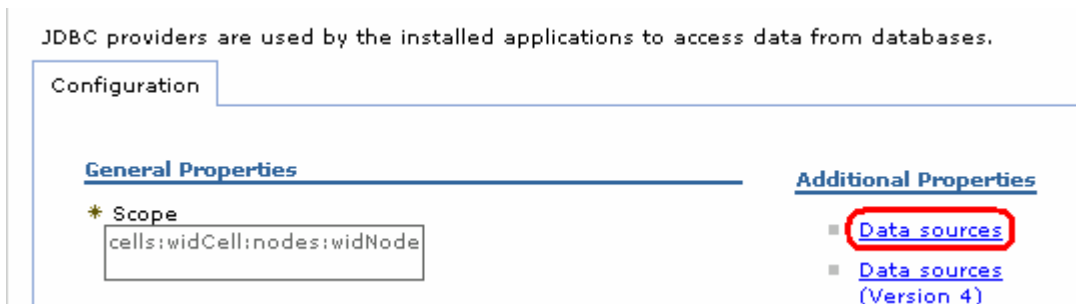 JDBC providers are used by the installed applications to access data from databases.
Configuration
General Properties
* Scope
cells:widCell:nodes:widNode
Additional Properties
Data sources
Data sources
(Version 4)